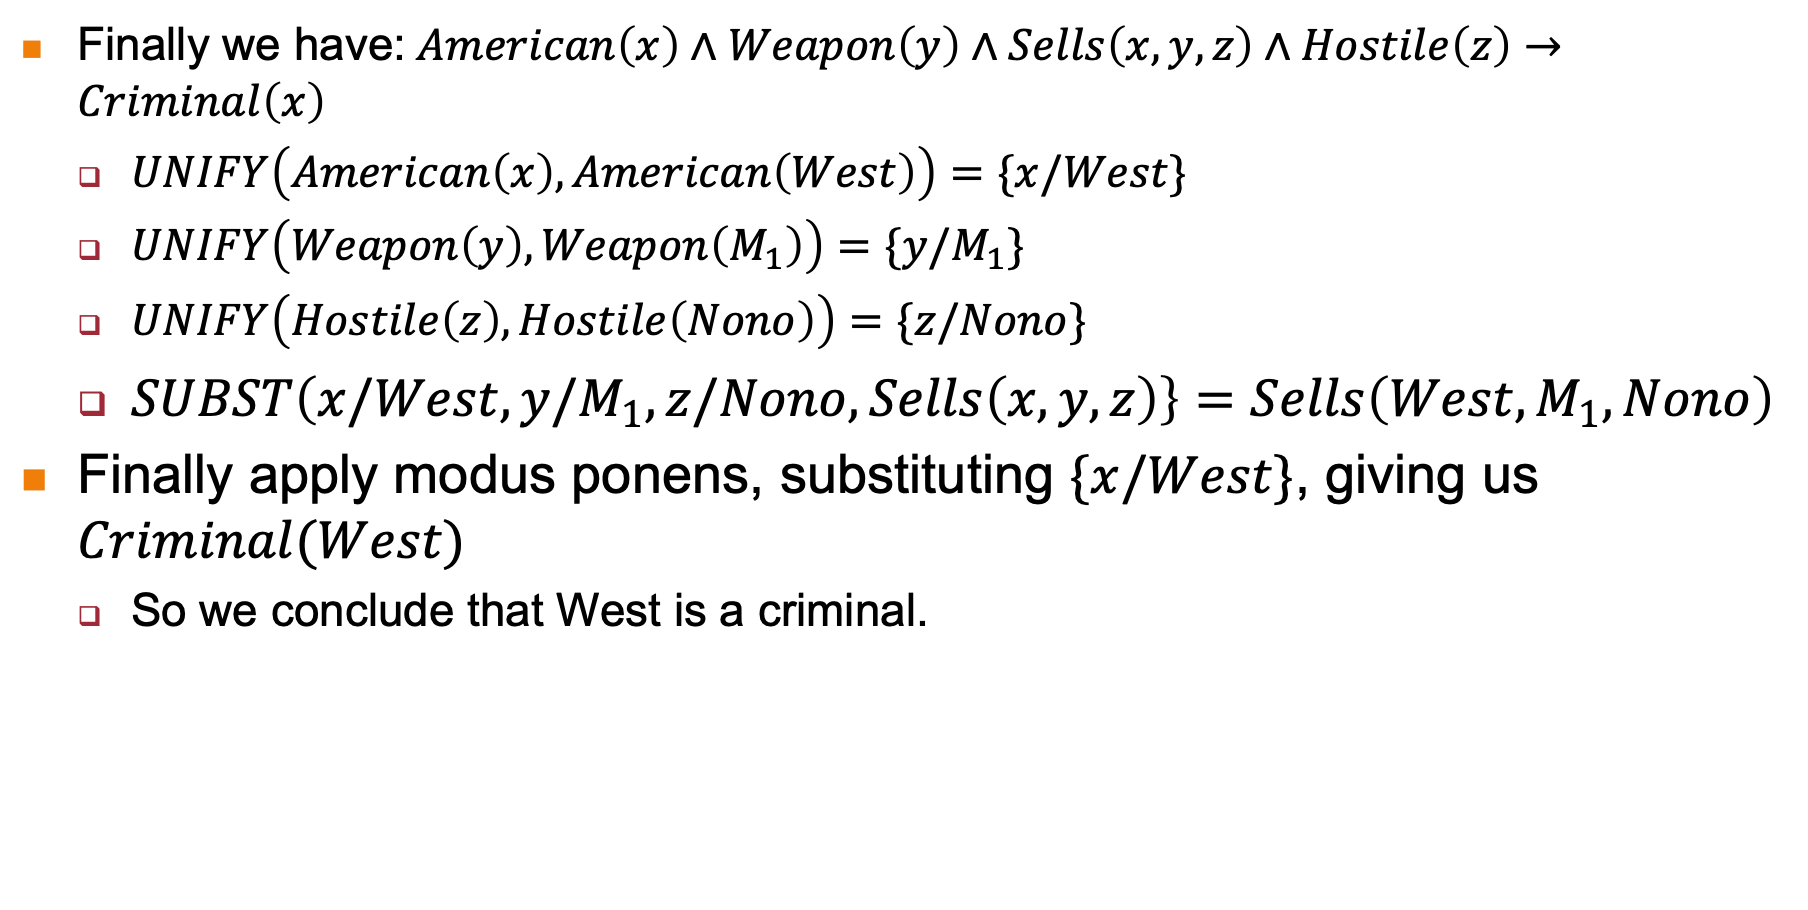 Finally we have: American(x) ∧ Weapon(y) ∧ Sells(x, y, z) ∧ Hostile(z) →
Criminal(x)
UNIFY(American(x), American(West)) = {x/West}
UNIFY(Weapon(y), Weapon(M₁)) = {y/M₁}
UNIFY(Hostile(z), Hostile(Nono)) = {z/Nono}
SUBST(x/West, y/M₁, z/Nono, Sells(x, y, z)} = Sells(West, M₁, Nono)
Finally apply modus ponens, substituting {x/West}, giving us
Criminal(West)
So we conclude that West is a criminal.